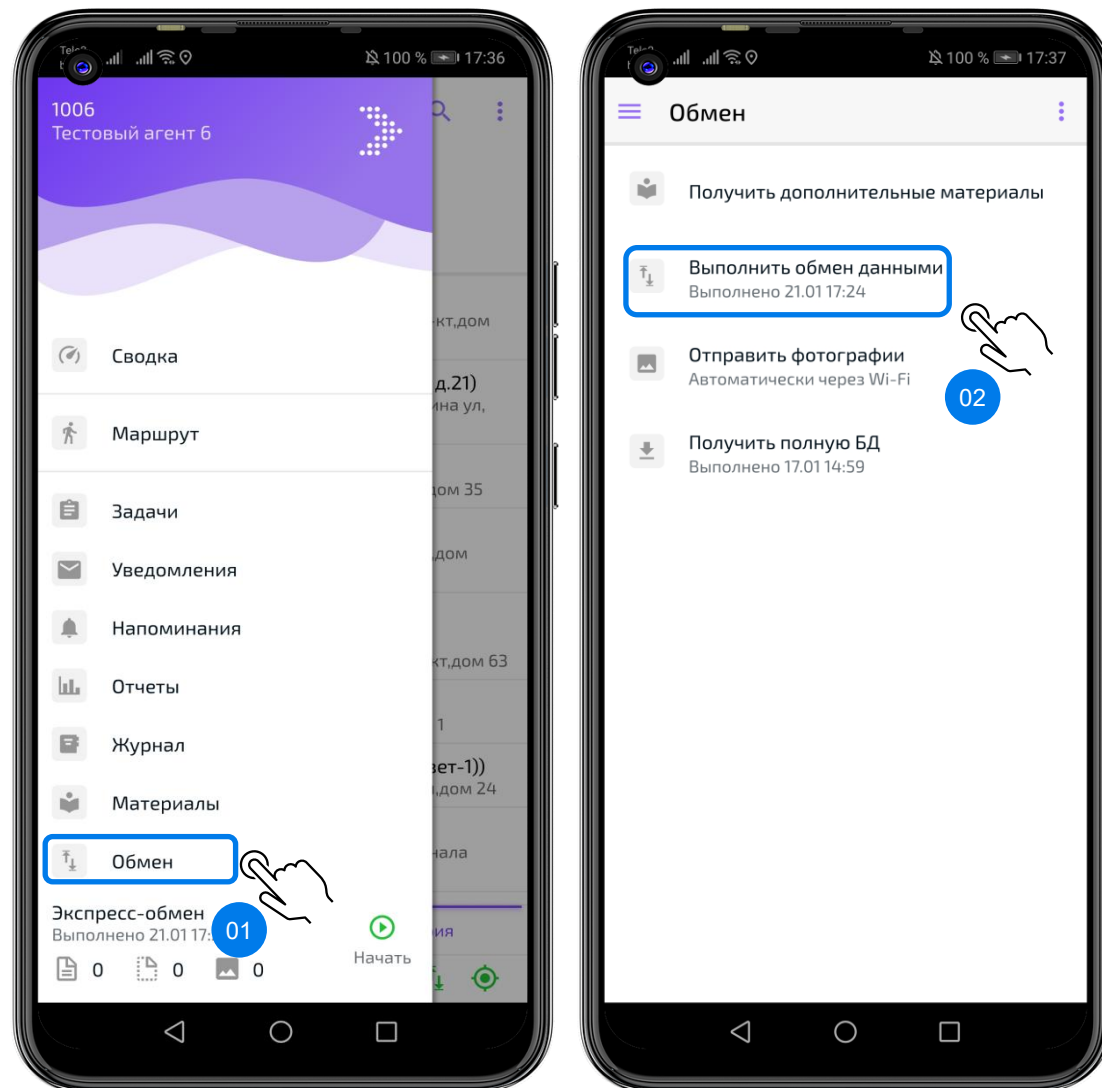 100 % 17:36
1006
Тестовый агент 6
Сводка
Маршрут
Задачи
Уведомления
Напоминания
Отчеты
Журнал
Материалы
Обмен
Экспресс-обмен
Выполнено 21.01 17:
01
0 0 0
Начать
-кт,дом
д.21)
ина ул,
дом 35
,дом
кт,дом 63
1
вет-1))
,дом 24
нала
ия
100 % 17:37
Обмен
Получить дополнительные материалы
Выполнить обмен данными
Выполнено 21.01 17:24
Отправить фотографии
Автоматически через Wi-Fi
02
Получить полную БД
Выполнено 17.01 14:59